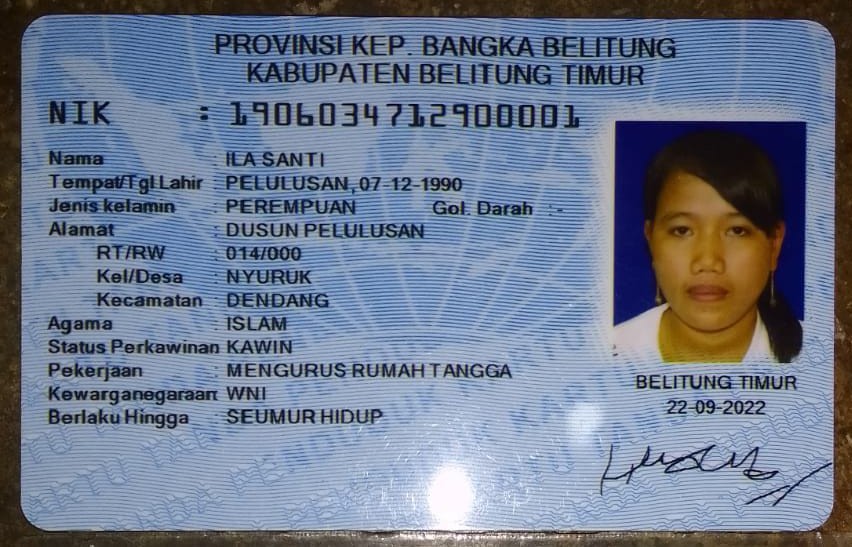 PROVINSI KEP. BANGKA BELITUNG
KABUPATEN BELITUNG TIMUR
NIK : 1906034712900001
Nama : ILA SANTI
Tempat/Tgl Lahir : PELULUSAN, 07-12-1990
Jenis kelamin : PEREMPUAN Gol. Darah : -
Alamat : DUSUN PELULUSAN
RT/RW : 014/000
Kel/Desa : NYURUK
Kecamatan : DENDANG
Agama : ISLAM
Status Perkawinan: KAWIN
Pekerjaan : MENGURUS RUMAH TANGGA
Kewarganegaraan: WNI
Berlaku Hingga : SEUMUR HIDUP
BELITUNG TIMUR
22-09-2022